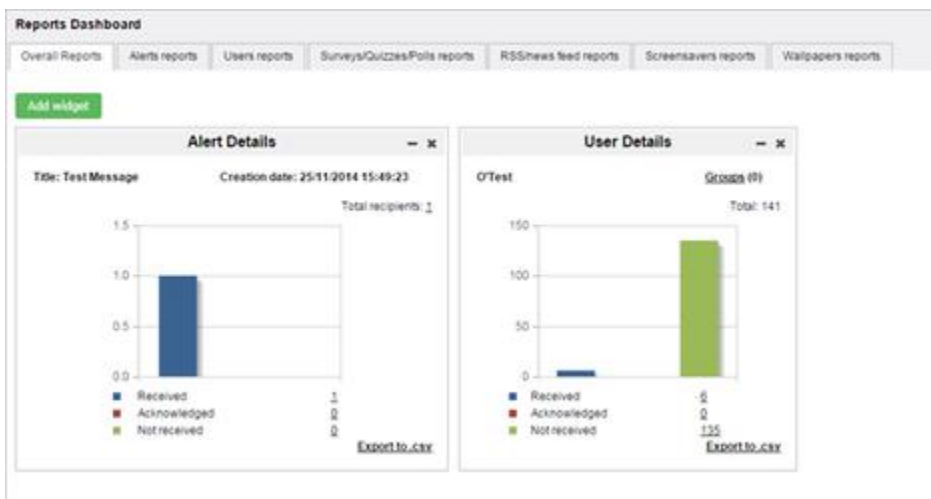 Reports Dashboard
Overall Reports Alerts reports Users reports Surveys/Quizzes/Polls reports RSS/news feed reports Screensavers reports Wallpapers reports
Add widget
Alert Details
Title: Test Message Creation date: 25/11/2014 15:49:23
Total recipients: 1
1.5
1.0
0.5
0.0
Received 1
Acknowledged 0
Not received 0
Export to .csv
User Details
O'Test Groups (0)
Total: 141
150
100
50
0
Received 6
Acknowledged 0
Not received 135
Export to .csv